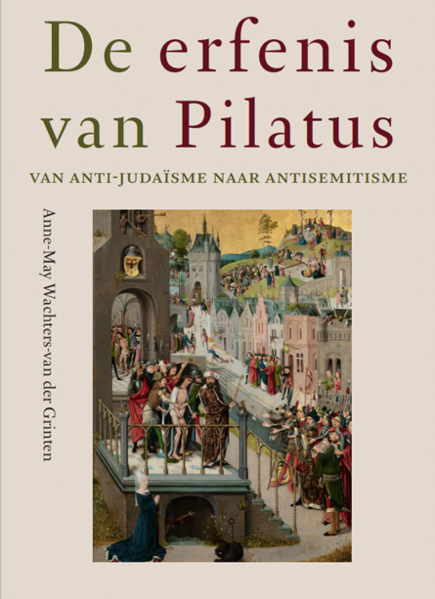 De erfenis
van Pilatus
VAN ANTI-JUDAÏSME NAAR ANTISEMITISME
Anne-May Wachters-van der Grinten